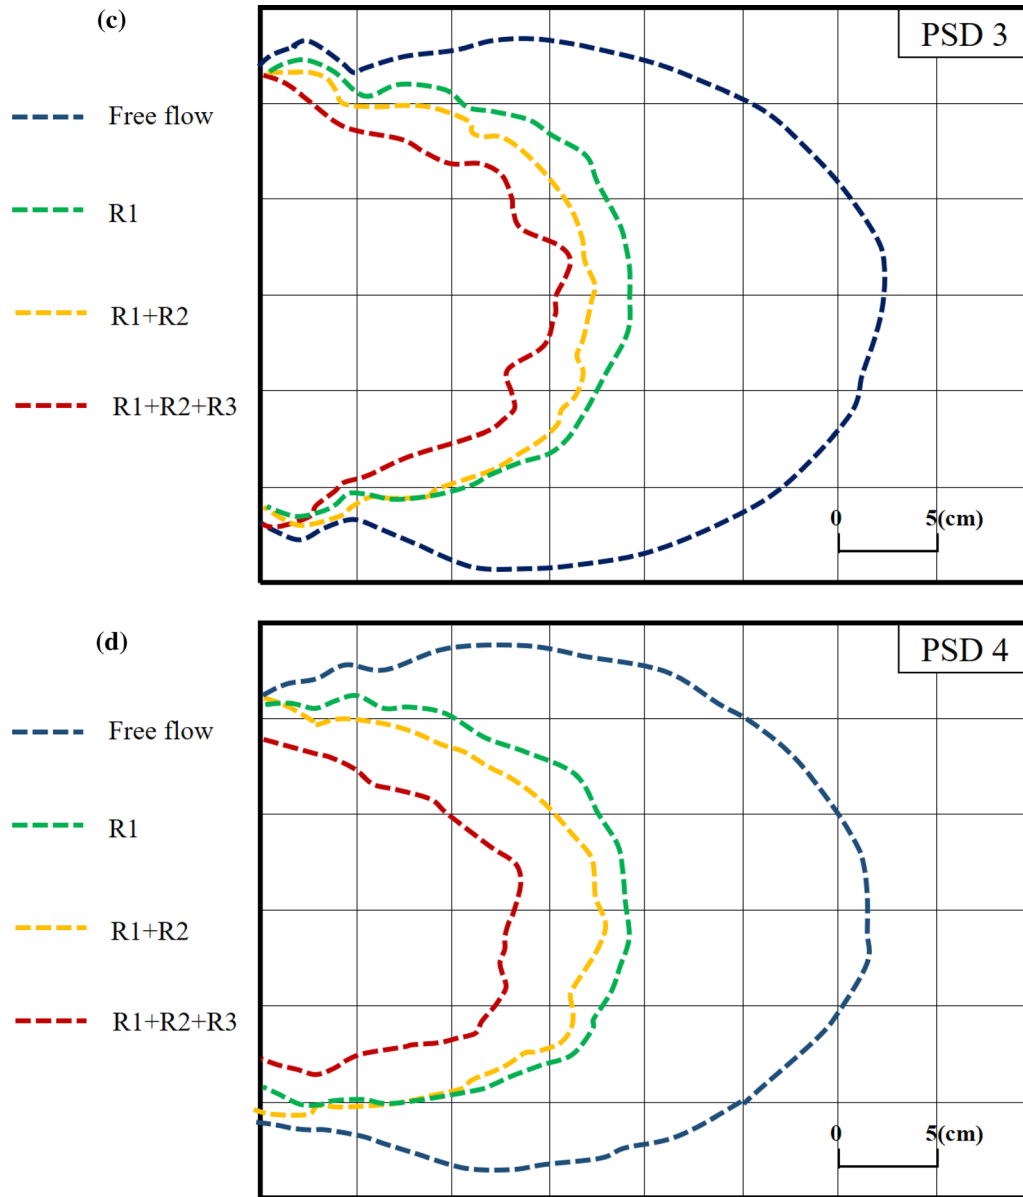 (c)
PSD 3
Free flow
R1
R1+R2
R1+R2+R3
0 5(cm)
(d)
PSD 4
Free flow
R1
R1+R2
R1+R2+R3
0 5(cm)